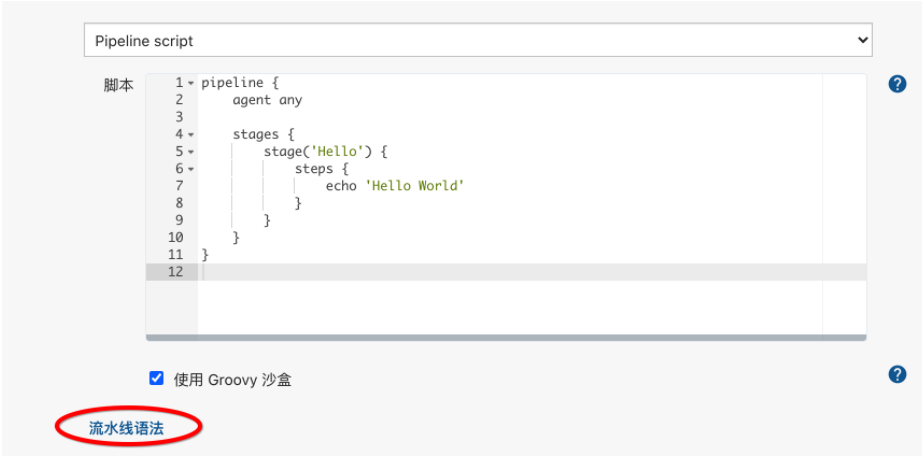 Pipeline script
脚本
1 pipeline {
2     agent any
3
4     stages {
5         stage('Hello') {
6             steps {
7                 echo 'Hello World'
8             }
9         }
10     }
11 }
12
使用 Groovy 沙盒
流水线语法